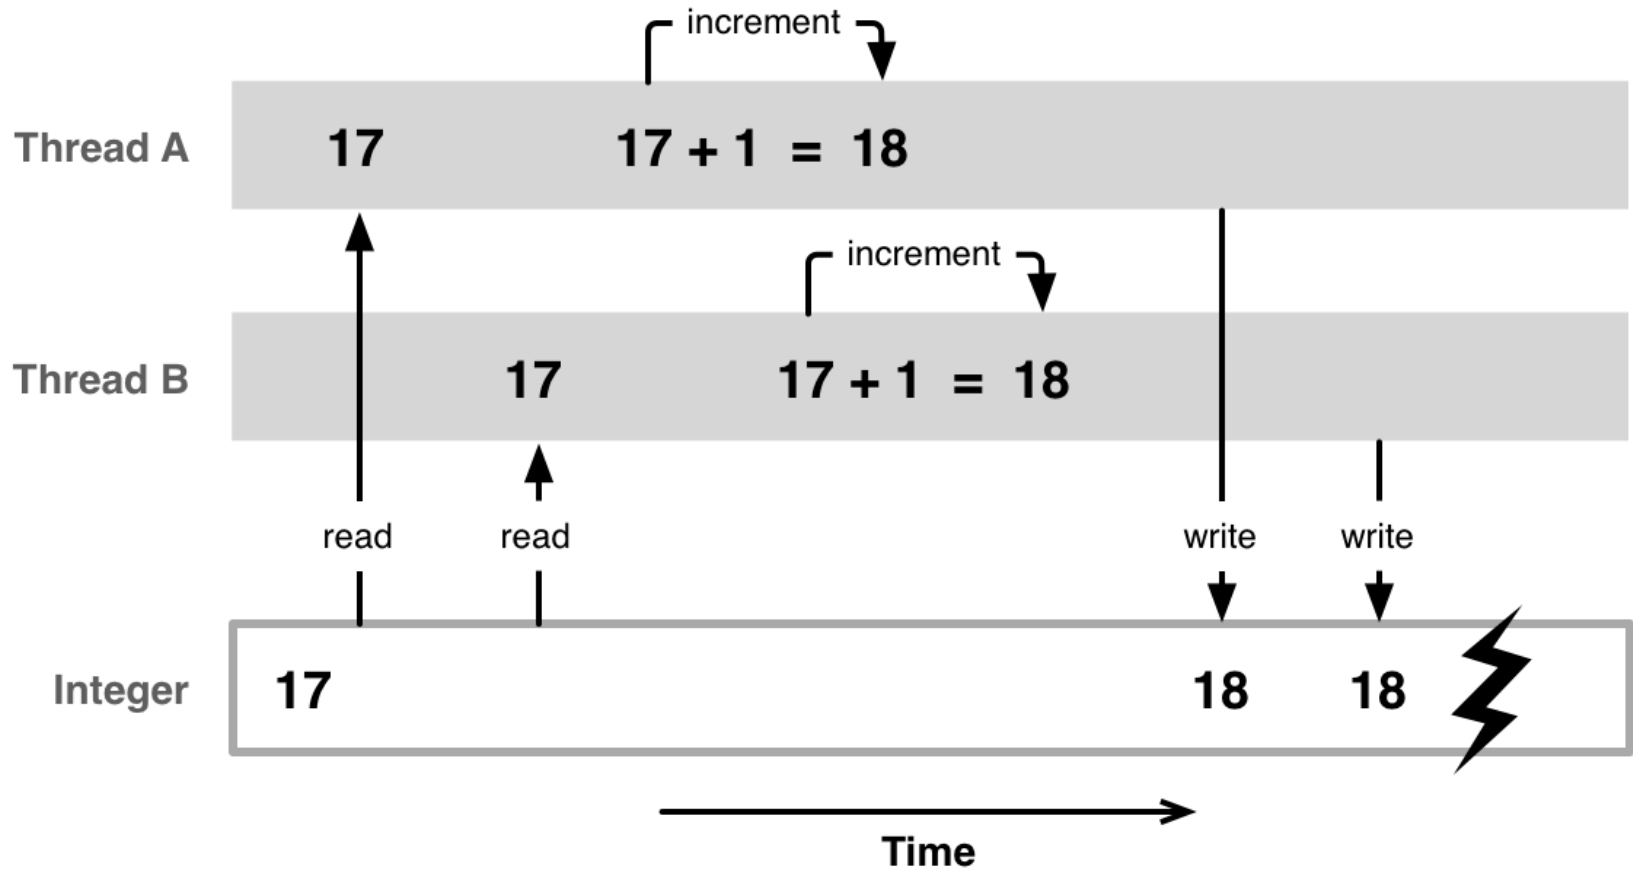 increment
Thread A 17 17 + 1 = 18
increment
Thread B 17 17 + 1 = 18
read read write write
Integer 17 18 18
Time